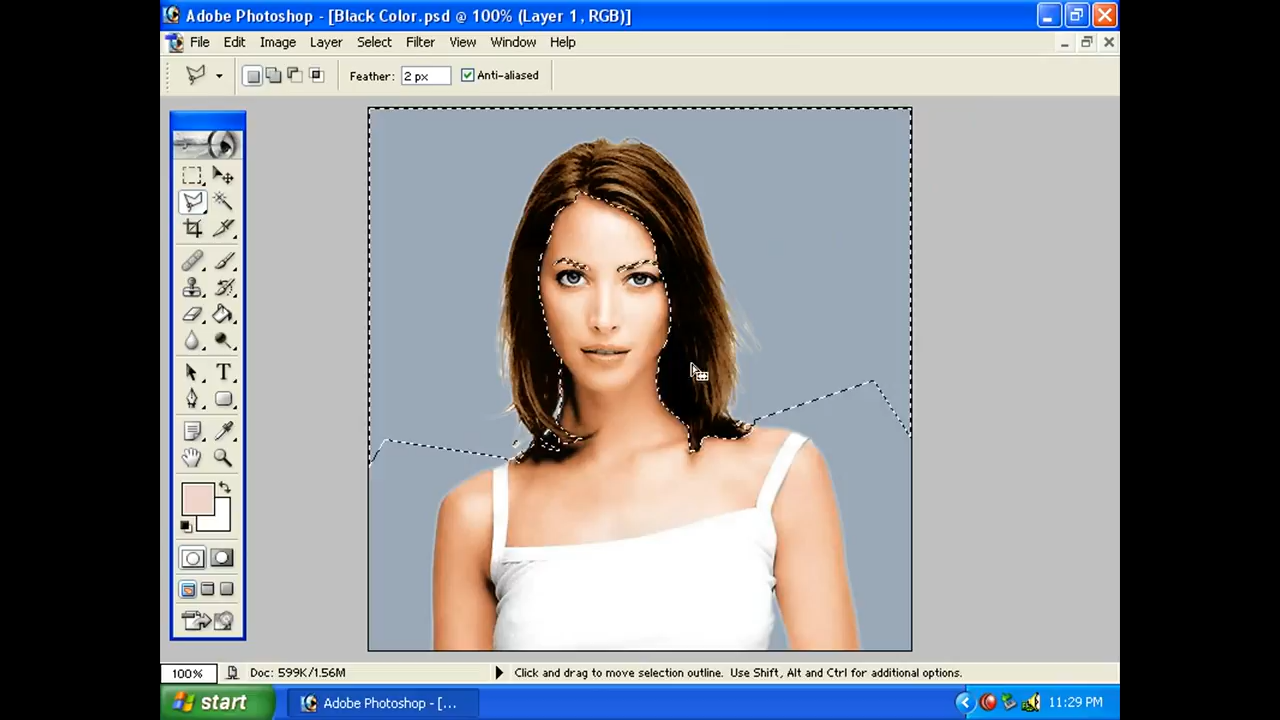 Adobe Photoshop - [Black Color.psd @ 100% (Layer 1, RGB)]
File Edit Image Layer Select Filter View Window Help
Feather: 2 px Anti-aliased
T
100% Doc: 599K/1.56M Click and drag to move selection outline. Use Shift, Alt and Ctrl for additional options.
start Adobe Photoshop - [... 11:29 PM